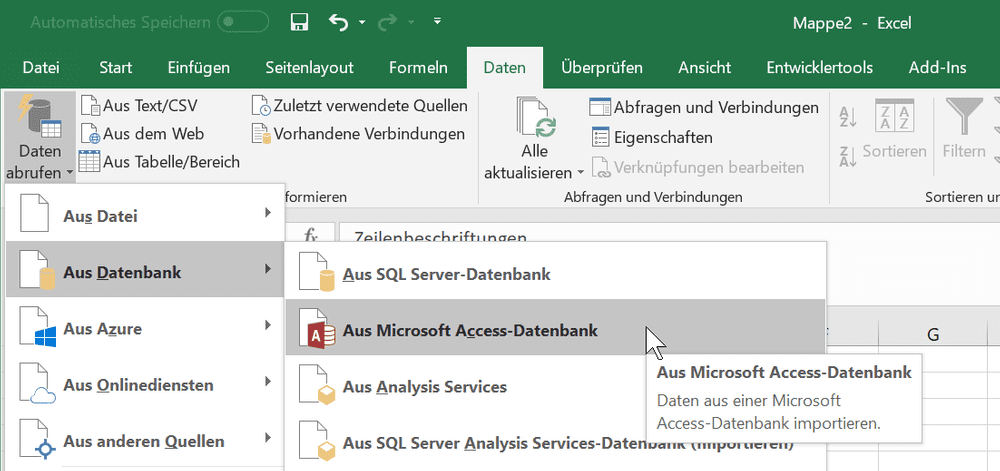 Automatisches Speichern
Mappe2 - Excel
Datei Start Einfügen Seitenlayout Formeln Daten Überprüfen Ansicht Entwicklertools Add-Ins
Daten abrufen
Aus Text/CSV
Aus dem Web
Aus Tabelle/Bereich
Zuletzt verwendete Quellen
Vorhandene Verbindungen
Alle aktualisieren
Abfragen und Verbindungen
Eigenschaften
Verknüpfungen bearbeiten
A Z
Z A
Z A
A Z
Sortieren
Filtern
formieren
Abfragen und Verbindungen
Sortieren un
Aus Datei
fx
Zeilenbeschriftungen
Aus Datenbank
Aus SQL Server-Datenbank
Aus Azure
Aus Microsoft Access-Datenbank
G
Aus Onlinediensten
Aus Analysis Services
Aus Microsoft Access-Datenbank
Daten aus einer Microsoft
Access-Datenbank importieren.
Aus anderen Quellen
Aus SQL Server Analysis Services-Datenbank (Importieren)